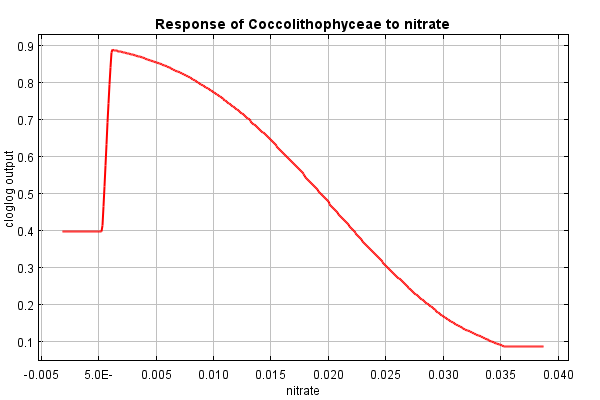 Response of Coccolithophyceae to nitrate
cloglog output
0.9
0.8
0.7
0.6
0.5
0.4
0.3
0.2
0.1
-0.005 5.0E- 0.005 0.010 0.015 0.020 0.025 0.030 0.035 0.040
nitrate